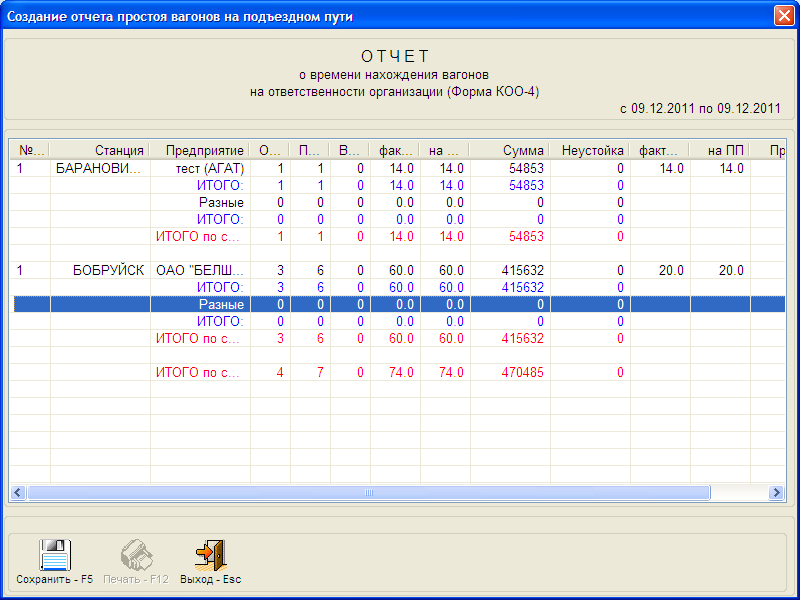 Создание отчета простоя вагонов на подъездном пути
О Т Ч Е Т
о времени нахождения вагонов
на ответственности организации (Форма КОО-4)
с 09.12.2011 по 09.12.2011
№... Станция Предприятие О... П... В... фак... на ... Сумма Неустойка факт... на ПП Пр
1 БАРАНОВИ... тест (АГАТ) 1 1 0 14.0 14.0 54853 0 14.0 14.0
ИТОГО: 1 1 0 14.0 14.0 54853 0
Разные 0 0 0 0.0 0.0 0 0
ИТОГО: 0 0 0 0.0 0.0 0 0
ИТОГО по с... 1 1 0 14.0 14.0 54853 0
1 БОБРУЙСК ОАО "БЕЛШ... 3 6 0 60.0 60.0 415632 0 20.0 20.0
ИТОГО: 3 6 0 60.0 60.0 415632 0
Разные 0 0 0 0.0 0.0 0 0
ИТОГО: 0 0 0 0.0 0.0 0 0
ИТОГО по с... 3 6 0 60.0 60.0 415632 0
ИТОГО по с... 4 7 0 74.0 74.0 470485 0
Сохранить - F5 Печать - F12 Выход - Esc